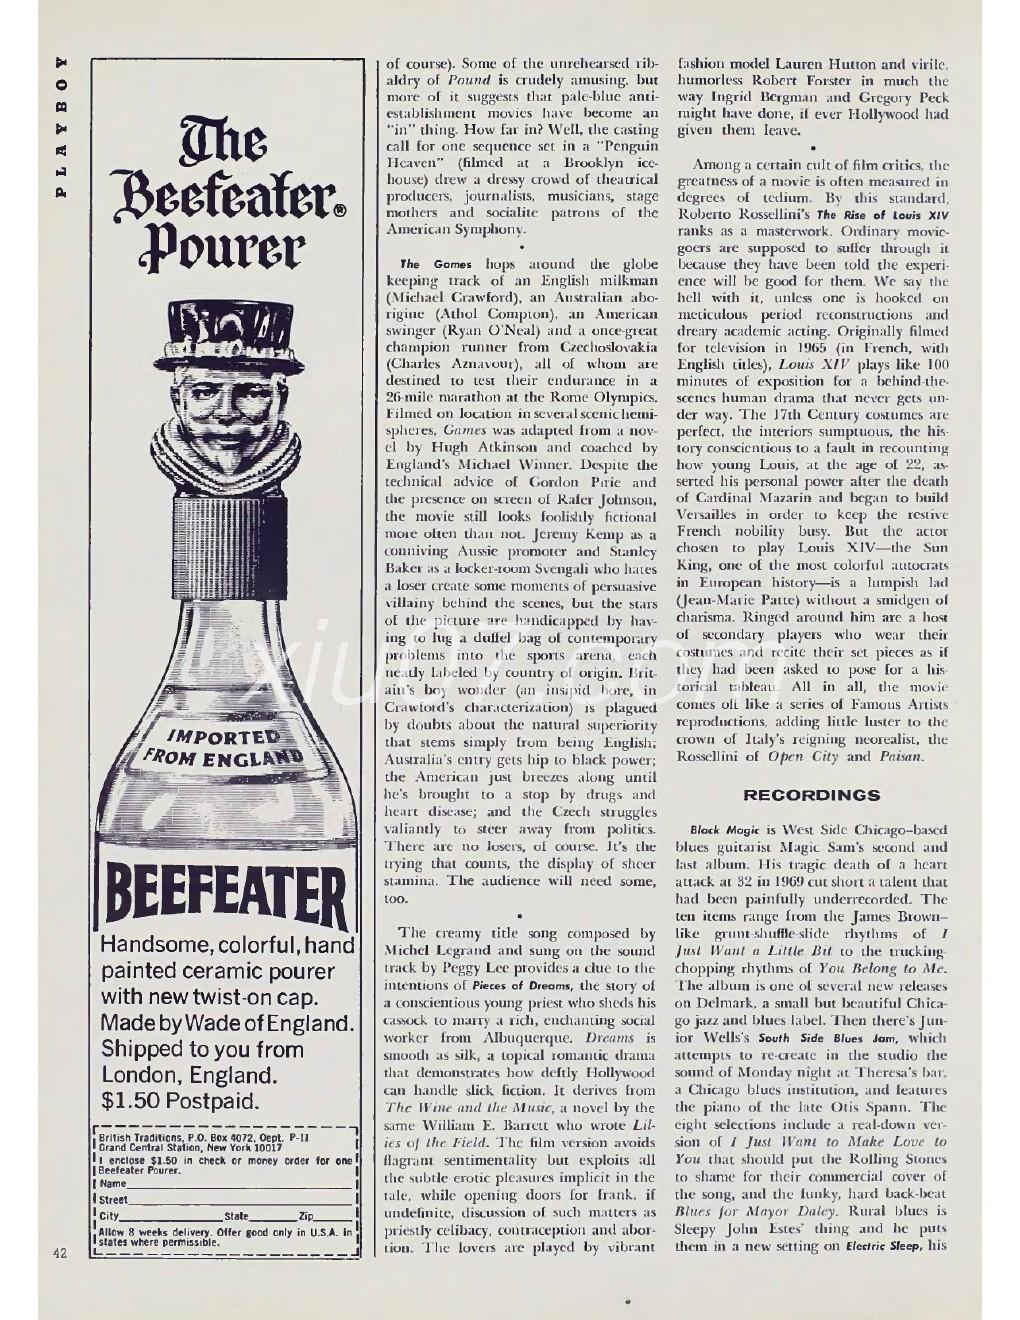 PLAYBOY
The
Beefeater®
Pourer
IMPORTED
FROM ENGLAND
BEEFEATER
Handsome, colorful, hand
painted ceramic pourer
with new twist-on cap.
Made by Wade of England.
Shipped to you from
London, England.
$1.50 Postpaid.
British Traditions, P.O. Box 4072, Dept. P-11
Grand Central Station, New York 10017
I enclose $1.50 in check or money order for one
Beefeater Pourer.
Name
Street
City State Zip
Allow 8 weeks delivery. Offer good only in U.S.A. in
states where permissible.
42
of course). Some of the unrehearsed rib-
aldry of Pound is crudely amusing, but
more of it suggests that pale-blue anti-
establishment movies have become an
"in" thing. How far in? Well, the casting
call for one sequence set in a "Penguin
Heaven" (filmed at a Brooklyn ice-
house) drew a dressy crowd of theatrical
producers, journalists, musicians, stage
mothers and socialite patrons of the
American Symphony.
•
The Games hops around the globe
keeping track of an English milkman
(Michael Crawford), an Australian abo-
rigine (Athol Compton), an American
swinger (Ryan O'Neal) and a once-great
champion runner from Czechoslovakia
(Charles Aznavour), all of whom are
destined to test their endurance in a
26-mile marathon at the Rome Olympics.
Filmed on location in several scenic hemi-
spheres, Games was adapted from a nov-
el by Hugh Atkinson and coached by
England's Michael Winner. Despite the
technical advice of Gordon Pirie and
the presence on screen of Rafer Johnson,
the movie still looks foolishly fictional
more often than not. Jeremy Kemp as a
conniving Aussie promoter and Stanley
Baker as a locker-room Svengali who hates
a loser create some moments of persuasive
villainy behind the scenes, but the stars
of the picture are handicapped by hav-
ing to lug a duffel bag of contemporary
problems into the sports arena, each
neatly labeled by country of origin. Brit-
ain's boy wonder (an insipid bore, in
Crawford's characterization) is plagued
by doubts about the natural superiority
that stems simply from being English;
Australia's entry gets hip to black power;
the American just breezes along until
he's brought to a stop by drugs and
heart disease; and the Czech struggles
valiantly to steer away from politics.
There are no losers, of course. It's the
trying that counts, the display of sheer
stamina. The audience will need some,
too.
•
The creamy title song composed by
Michel Legrand and sung on the sound
track by Peggy Lee provides a clue to the
intentions of Pieces of Dreams, the story of
a conscientious young priest who sheds his
cassock to marry a rich, enchanting social
worker from Albuquerque. Dreams is
smooth as silk, a topical romantic drama
that demonstrates how deftly Hollywood
can handle slick fiction. It derives from
The Wine and the Music, a novel by the
same William E. Barrett who wrote Lil-
ies of the Field. The film version avoids
flagrant sentimentality but exploits all
the subtle erotic pleasures implicit in the
tale, while opening doors for frank, if
undefinite, discussion of such matters as
priestly celibacy, contraception and abor-
tion. The lovers are played by vibrant
fashion model Lauren Hutton and virile,
humorless Robert Forster in much the
way Ingrid Bergman and Gregory Peck
might have done, if ever Hollywood had
given them leave.
•
Among a certain cult of film critics, the
greatness of a movie is often measured in
degrees of tedium. By this standard,
Roberto Rossellini's The Rise of Louis XIV
ranks as a masterwork. Ordinary movie-
goers are supposed to suffer through it
because they have been told the experi-
ence will be good for them. We say the
hell with it, unless one is hooked on
meticulous period reconstructions and
dreary academic acting. Originally filmed
for television in 1965 (in French, with
English titles), Louis XIV plays like 100
minutes of exposition for a behind-the-
scenes human drama that never gets un-
der way. The 17th Century costumes are
perfect, the interiors sumptuous, the his-
tory conscientious to a fault in recounting
how young Louis, at the age of 22, as-
serted his personal power after the death
of Cardinal Mazarin and began to build
Versailles in order to keep the restive
French nobility busy. But the actor
chosen to play Louis XIV—the Sun
King, one of the most colorful autocrats
in European history—is a lumpish lad
(Jean-Marie Patte) without a smidgen of
charisma. Ringed around him are a host
of secondary players who wear their
costumes and recite their set pieces as if
they had been asked to pose for a his-
torical tableau. All in all, the movie
comes off like a series of Famous Artists
reproductions, adding little luster to the
crown of Italy's reigning neorealist, the
Rossellini of Open City and Paisan.
RECORDINGS
Black Magic is West Side Chicago-based
blues guitarist Magic Sam's second and
last album. His tragic death of a heart
attack at 32 in 1969 cut short a talent that
had been painfully underrecorded. The
ten items range from the James Brown-
like grunt-shuffle-slide rhythms of I
Just Want a Little Bit to the trucking-
chopping rhythms of You Belong to Me.
The album is one of several new releases
on Delmark, a small but beautiful Chica-
go jazz and blues label. Then there's Jun-
ior Wells's South Side Blues Jam, which
attempts to re-create in the studio the
sound of Monday night at Theresa's bar,
a Chicago blues institution, and features
the piano of the late Otis Spann. The
eight selections include a real-down ver-
sion of I Just Want to Make Love to
You that should put the Rolling Stones
to shame for their commercial cover of
the song, and the funky, hard back-beat
Blues for Mayor Daley. Rural blues is
Sleepy John Estes' thing and he puts
them in a new setting on Electric Sleep, his